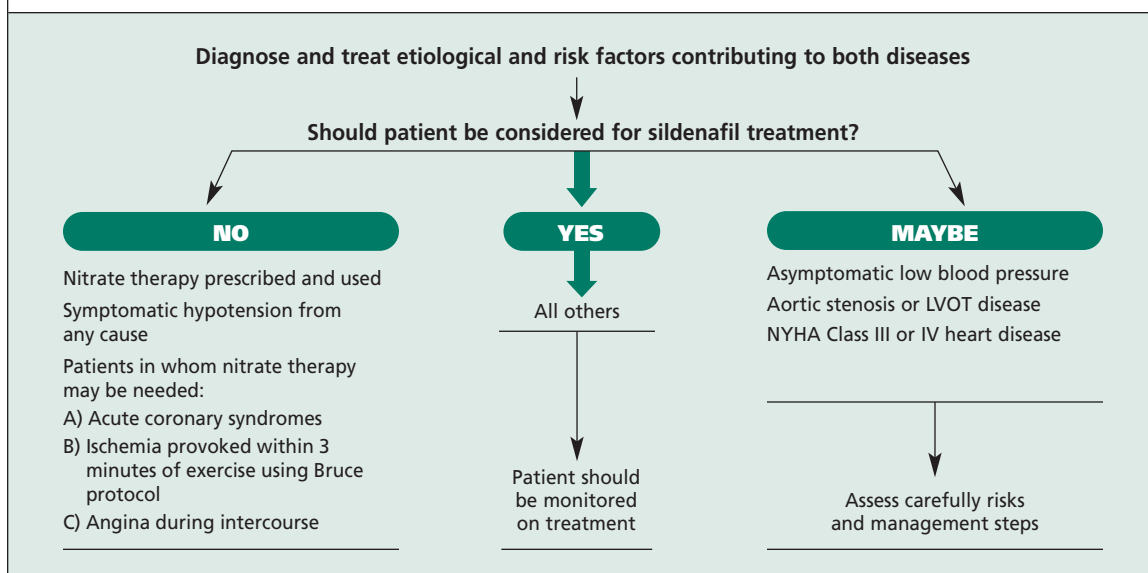 Diagnose and treat etiological and risk factors contributing to both diseases
Should patient be considered for sildenafil treatment?
NO
Nitrate therapy prescribed and used
Symptomatic hypotension from
any cause
Patients in whom nitrate therapy
may be needed:
A) Acute coronary syndromes
B) Ischemia provoked within 3
minutes of exercise using Bruce
protocol
C) Angina during intercourse
YES
All others
Patient should
be monitored
on treatment
MAYBE
Asymptomatic low blood pressure
Aortic stenosis or LVOT disease
NYHA Class III or IV heart disease
Assess carefully risks
and management steps